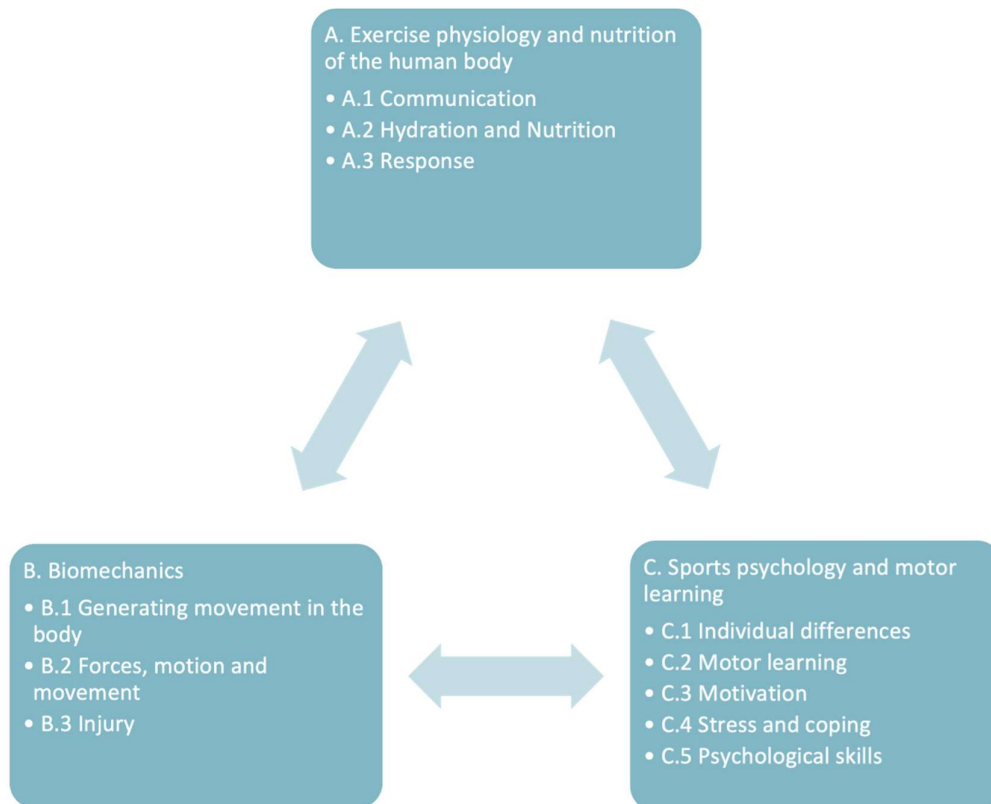 A. Exercise physiology and nutrition
of the human body
• A.1 Communication
• A.2 Hydration and Nutrition
• A.3 Response
B. Biomechanics
• B.1 Generating movement in the
body
• B.2 Forces, motion and
movement
• B.3 Injury
C. Sports psychology and motor
learning
• C.1 Individual differences
• C.2 Motor learning
• C.3 Motivation
• C.4 Stress and coping
• C.5 Psychological skills